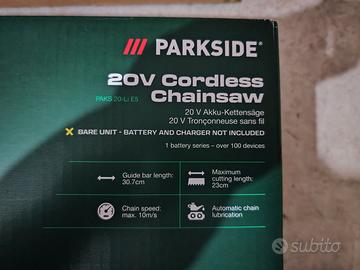 /// PARKSIDE®
20V Cordless
Chainsaw
PAKS 20-Li E5
20 V Akku-Kettensäge
20 V Tronçonneuse sans fil
X BARE UNIT - BATTERY AND CHARGER NOT INCLUDED
1 battery series – over 100 devices
Guide bar length:
30.7cm
Maximum
cutting length:
23cm
Chain speed:
max. 10m/s
Automatic chain
lubrication
subito